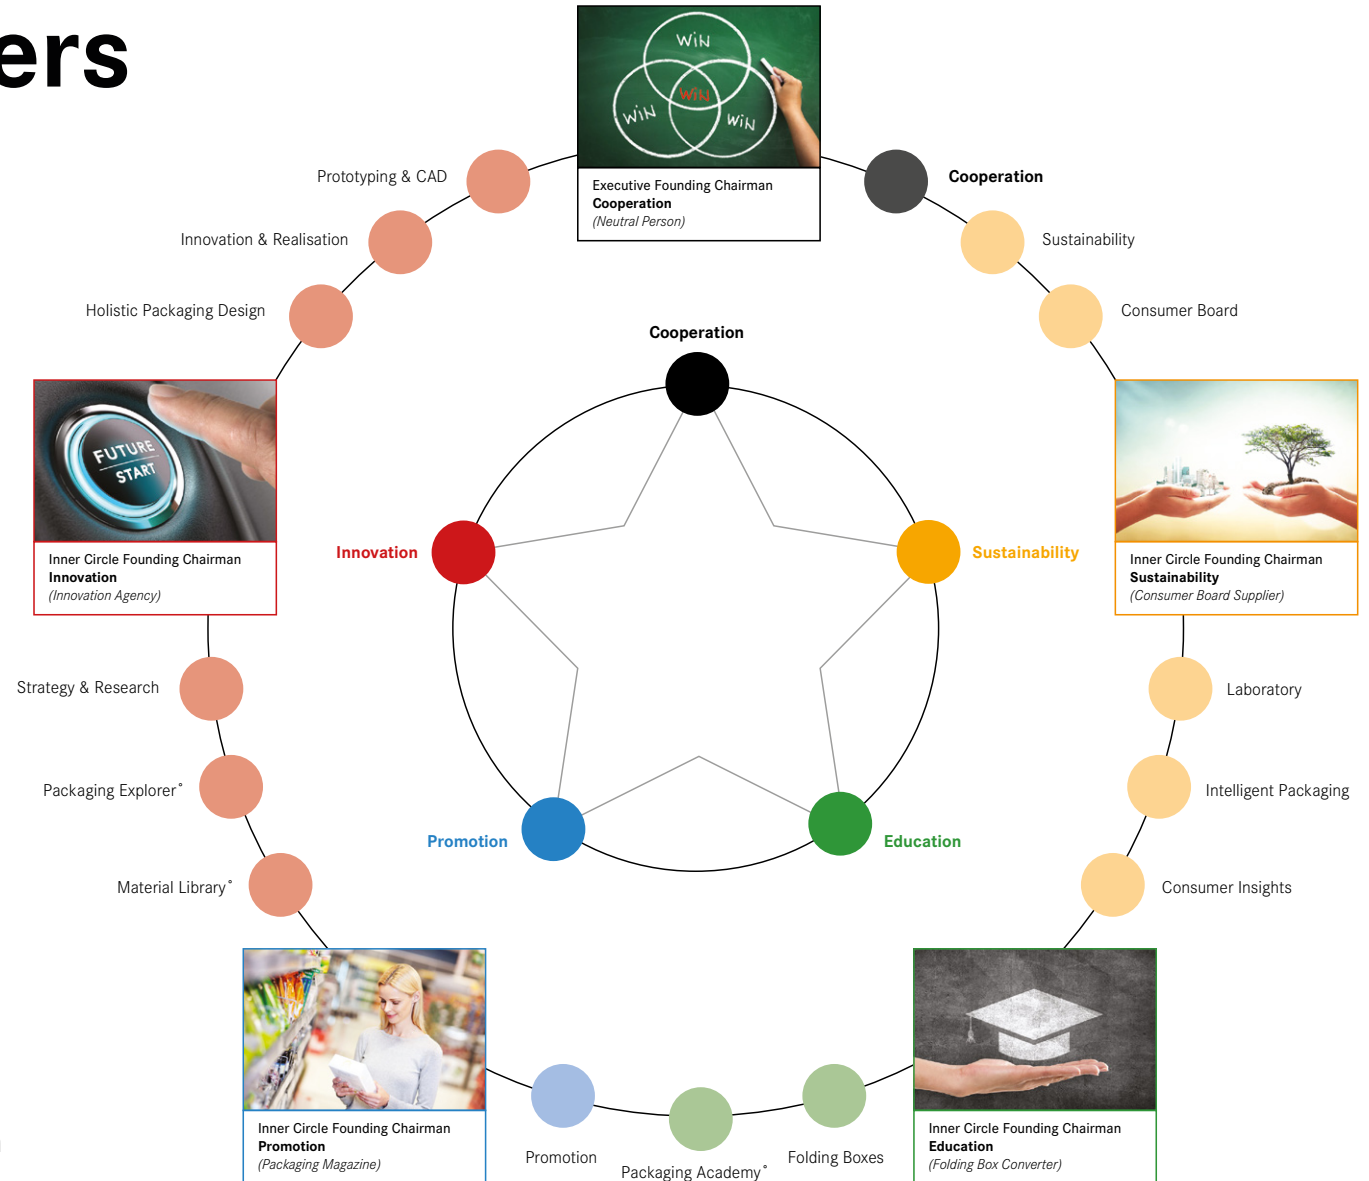 ers
WiN
WiN
WiN
WiN
Executive Founding Chairman
Cooperation
(Neutral Person)
Prototyping & CAD
Cooperation
Innovation & Realisation
Sustainability
Holistic Packaging Design
Consumer Board
Cooperation
FUTURE
START
Inner Circle Founding Chairman
Innovation
(Innovation Agency)
Innovation
Sustainability
Inner Circle Founding Chairman
Sustainability
(Consumer Board Supplier)
Strategy & Research
Laboratory
Packaging Explorer°
Intelligent Packaging
Promotion
Education
Material Library°
Consumer Insights
Inner Circle Founding Chairman
Promotion
(Packaging Magazine)
Promotion
Packaging Academy°
Folding Boxes
Inner Circle Founding Chairman
Education
(Folding Box Converter)